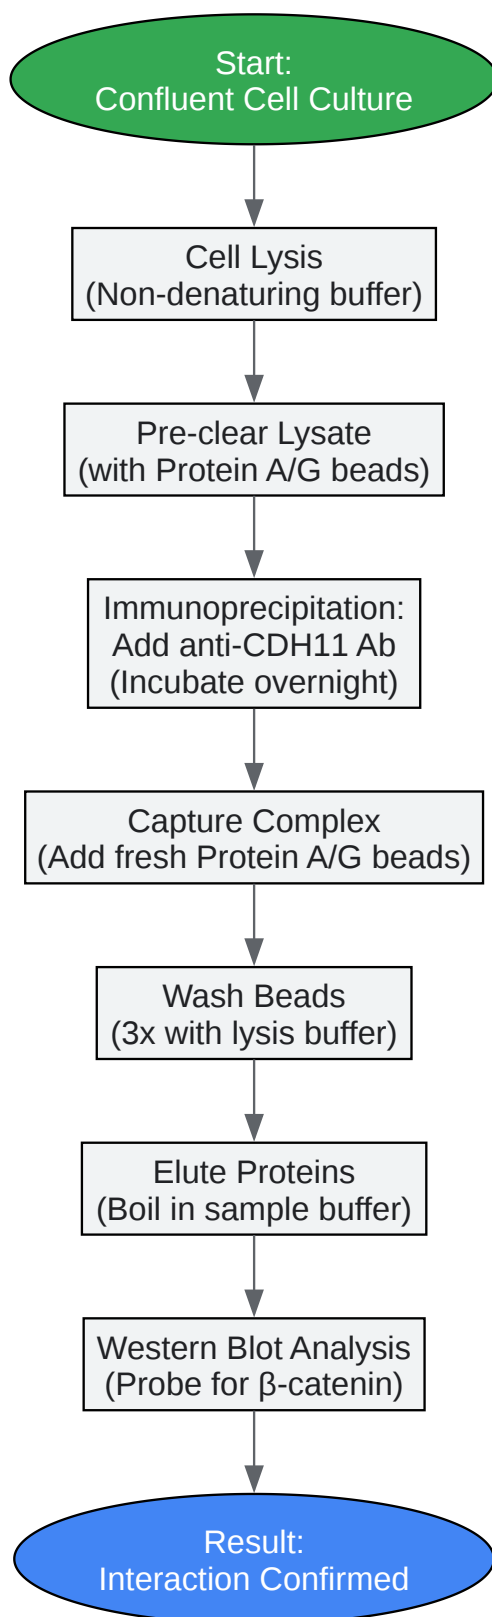 Start:
Confluent Cell Culture
Cell Lysis
(Non-denaturing buffer)
Pre-clear Lysate
(with Protein A/G beads)
Immunoprecipitation:
Add anti-CDH11 Ab
(Incubate overnight)
Capture Complex
(Add fresh Protein A/G beads)
Wash Beads
(3x with lysis buffer)
Elute Proteins
(Boil in sample buffer)
Western Blot Analysis
(Probe for β-catenin)
Result:
Interaction Confirmed